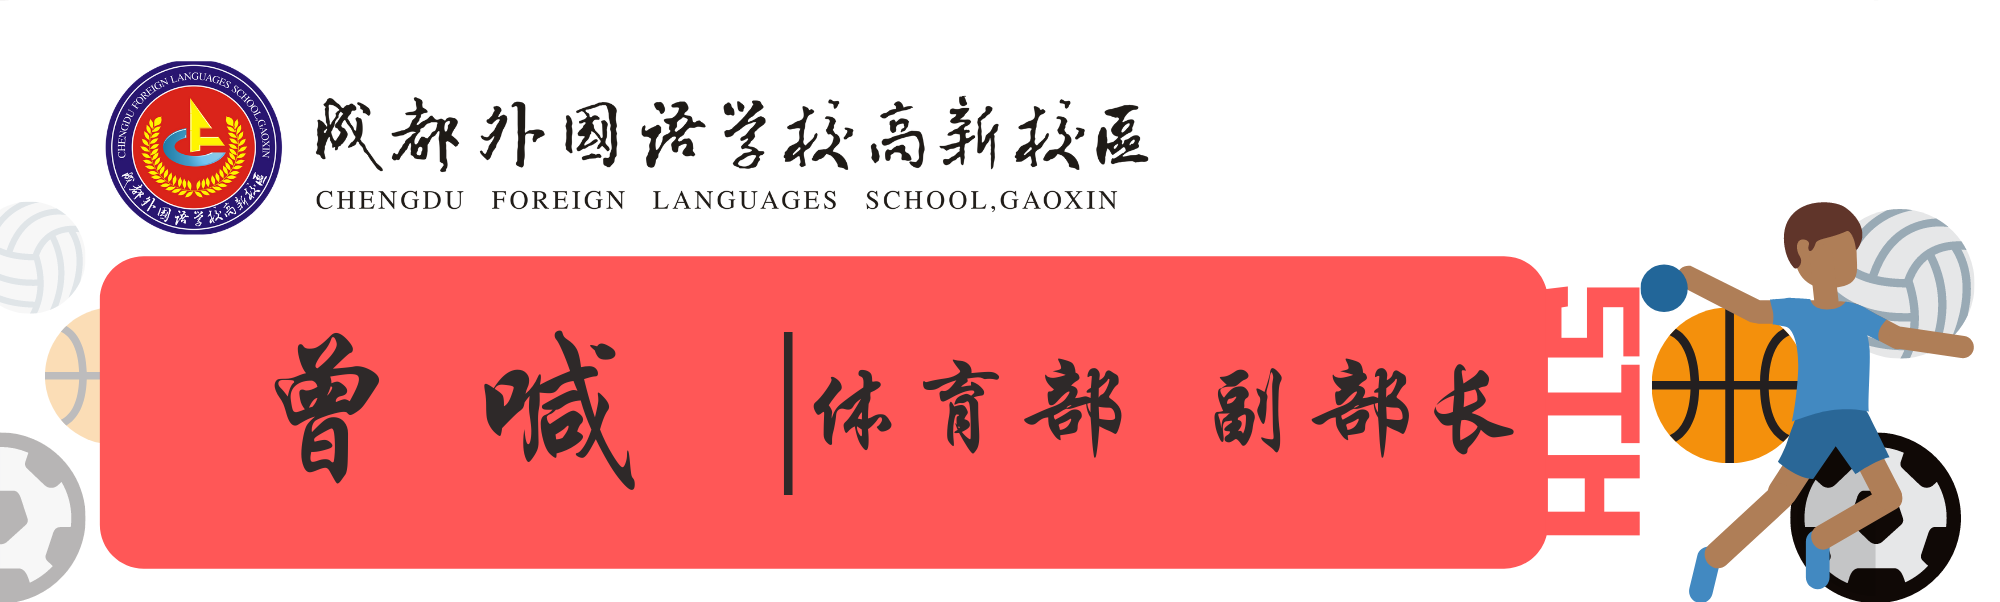 CHENGDU FOREIGN LANGUAGES SCHOOL,GAOXIN
成都外国语学校高新校区
成都外國语学校高新校區
CHENGDU FOREIGN LANGUAGES SCHOOL,GAOXIN
曾 喊 体育部 副部长
5TH